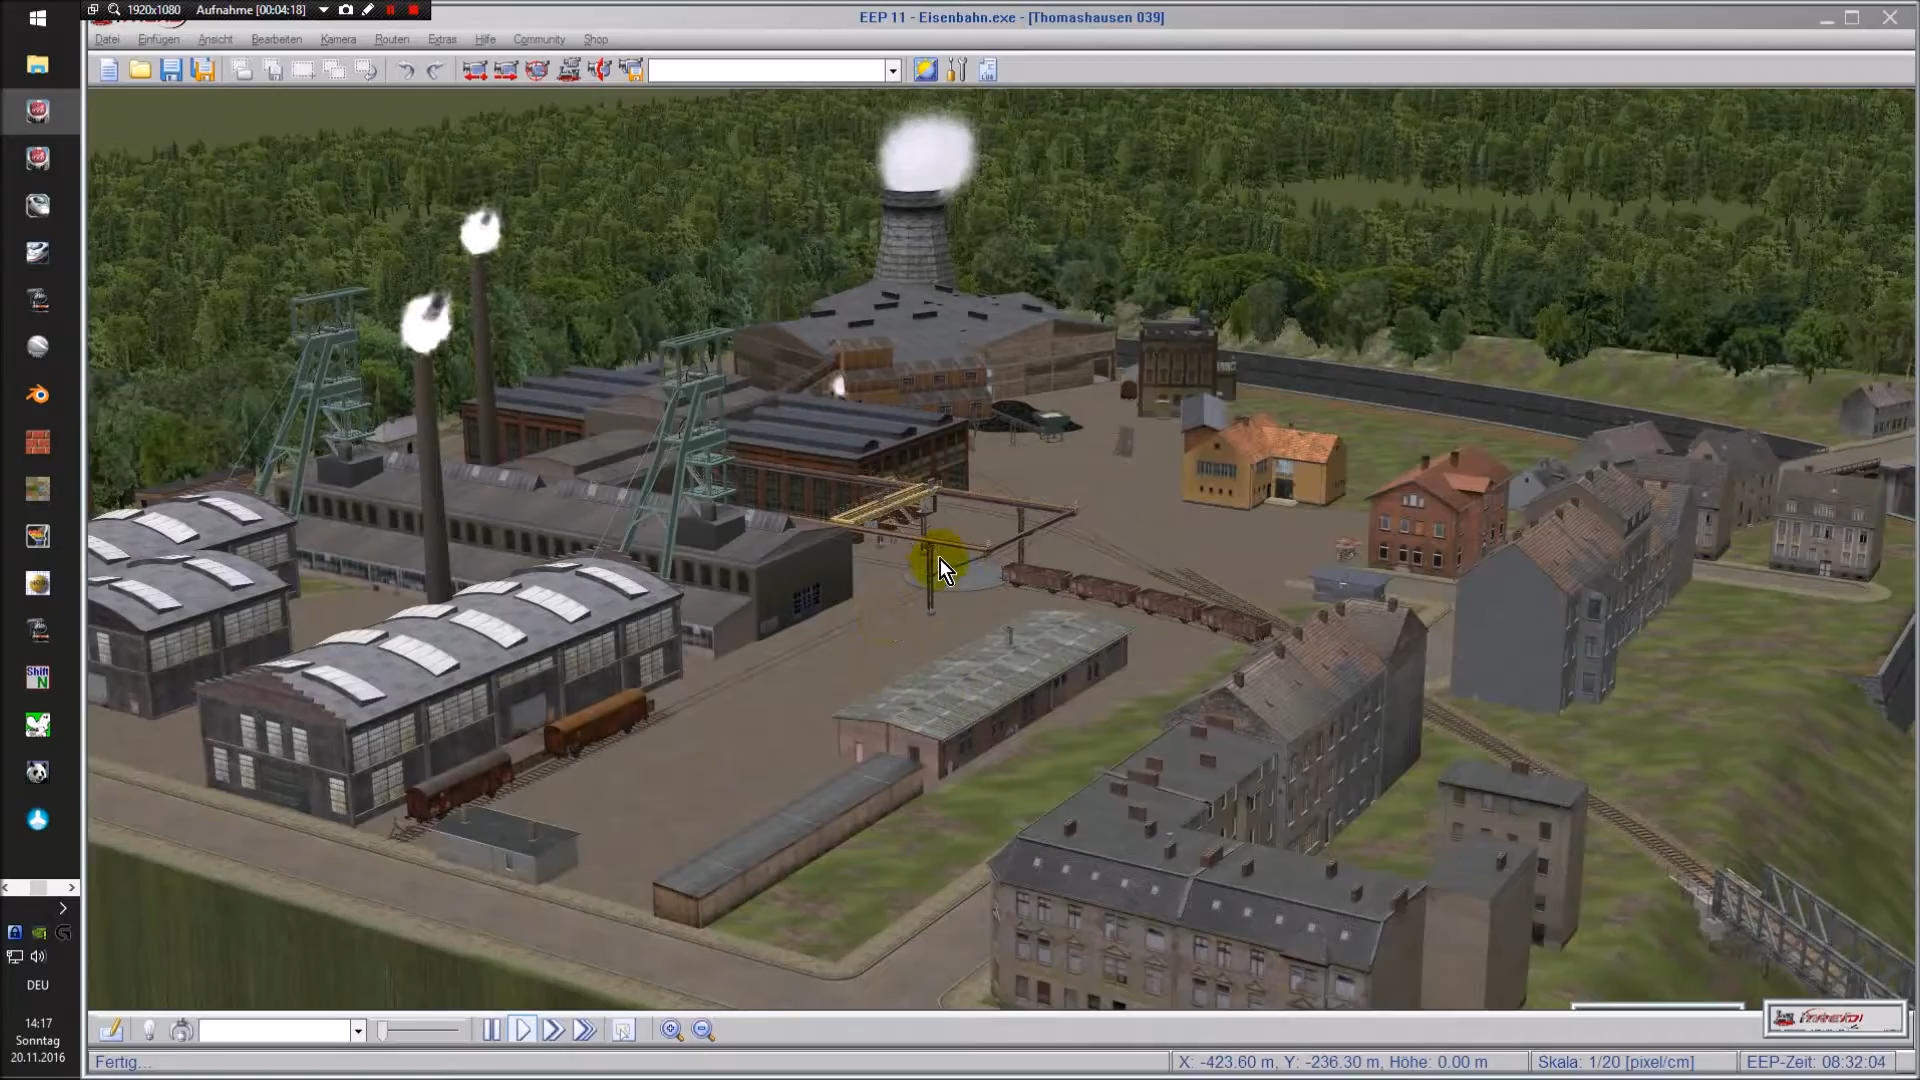 1920x1080 Aufnahme [00:04:18]
EEP 11 - Eisenbahn.exe - [Thomashausen 039]
Datei Einfügen Ansicht Bearbeiten Kamera Routen Extras Hilfe Community Shop
Shift
N
DEU
14:17
Sonntag
20.11.2016
Fertig...
X: -423.60 m, Y: -236.30 m, Höhe: 0.00 m
Skala: 1/20 [pixel/cm]
EEP-Zeit: 08:32:04